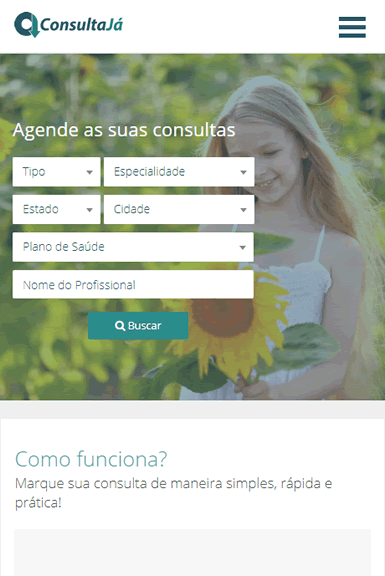 ConsultaJá
Agende as suas consultas
Tipo
Especialidade
Estado
Cidade
Plano de Saúde
Nome do Profissional
Buscar
Como funciona?
Marque sua consulta de maneira simples, rápida e
prática!